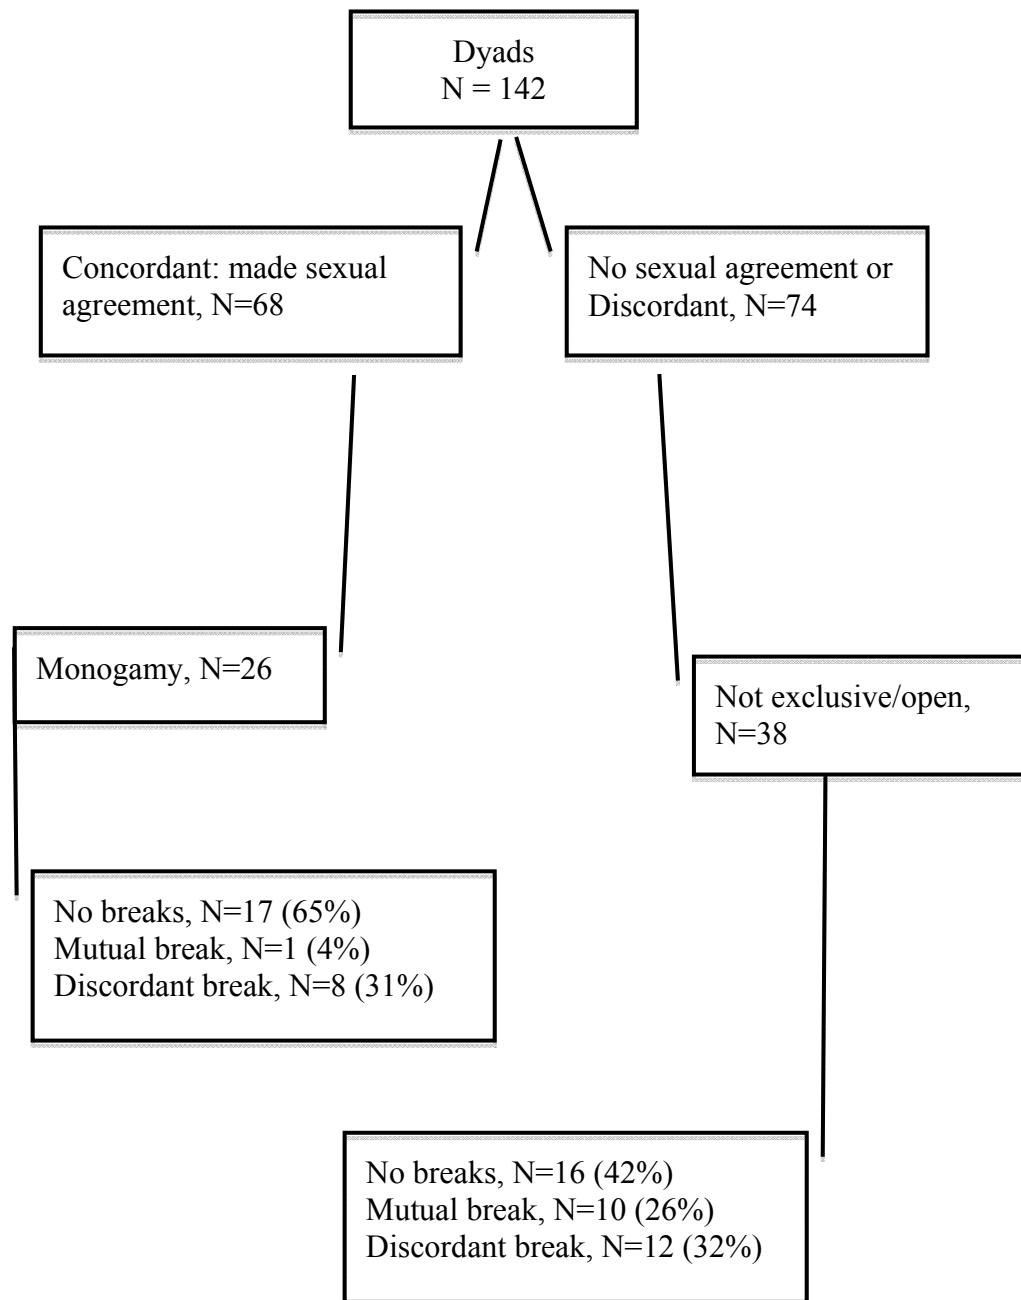 Dyads
N = 142
Concordant: made sexual
agreement, N=68
No sexual agreement or
Discordant, N=74
Monogamy, N=26
Not exclusive/open,
N=38
No breaks, N=17 (65%)
Mutual break, N=1 (4%)
Discordant break, N=8 (31%)
No breaks, N=16 (42%)
Mutual break, N=10 (26%)
Discordant break, N=12 (32%)